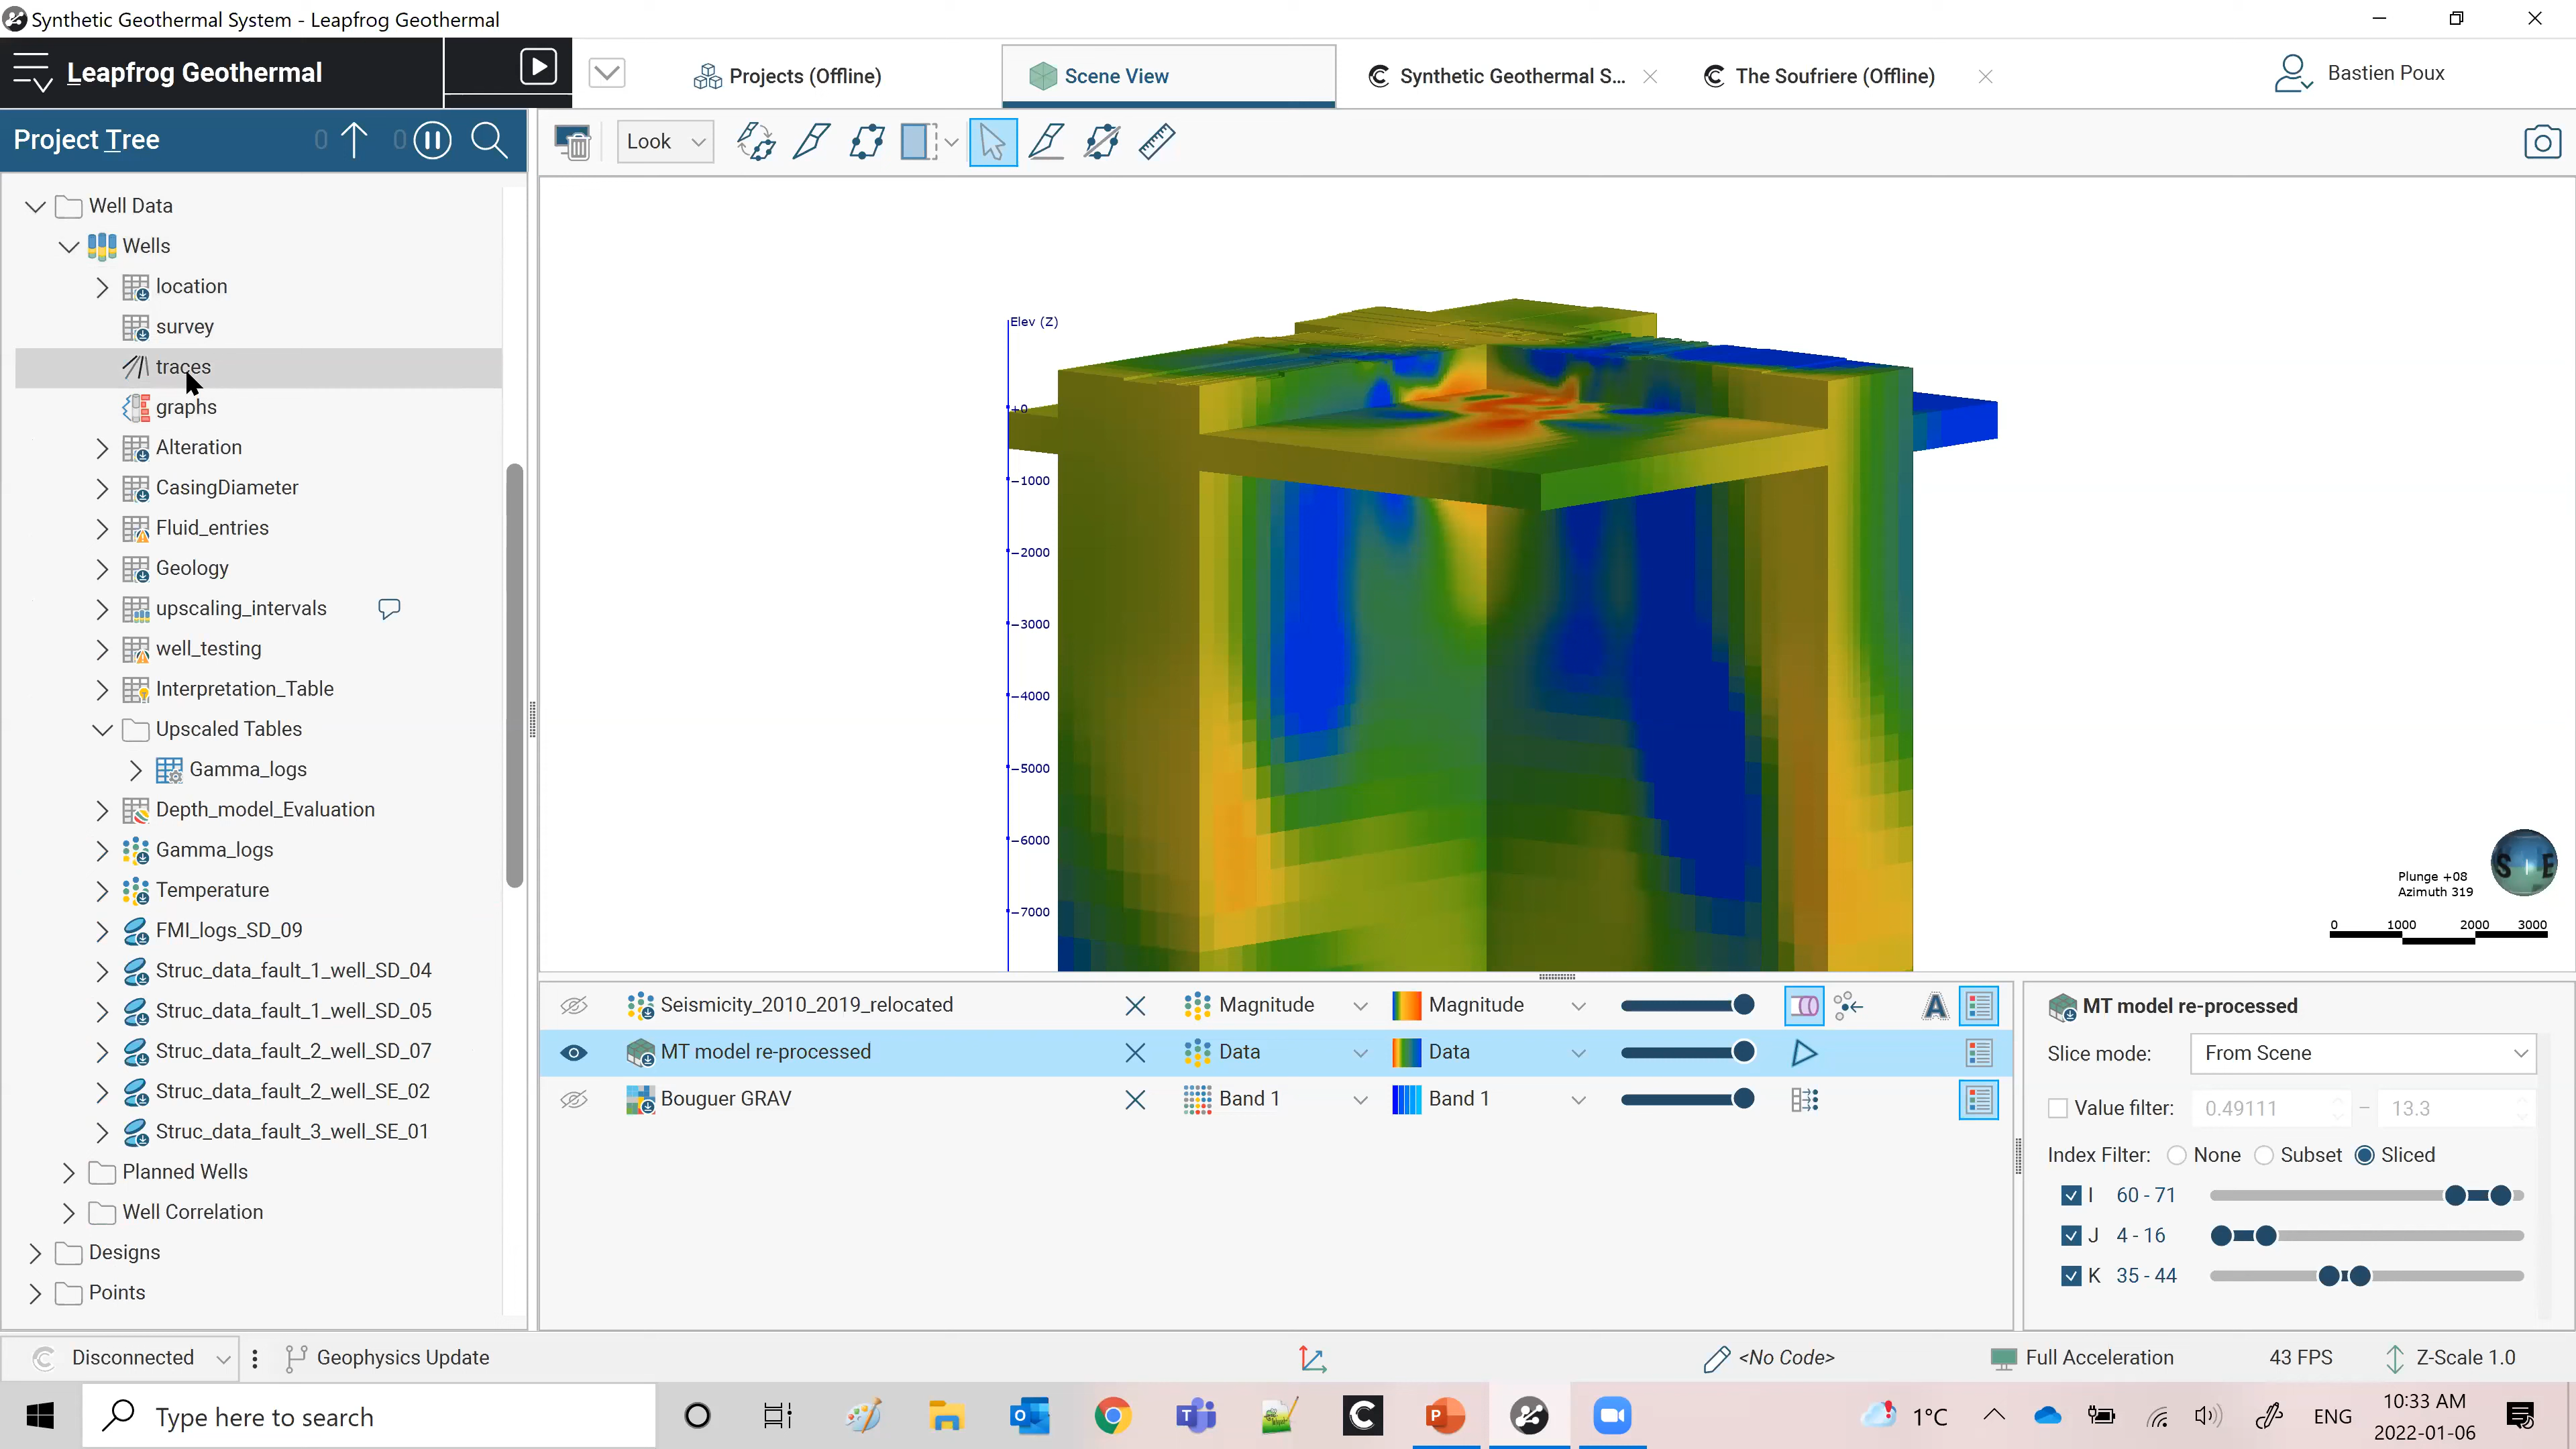 Synthetic Geothermal System - Leapfrog Geothermal
Leapfrog Geothermal
Projects (Offline)
Scene View
Synthetic Geothermal S...
The Soufriere (Offline)
Bastien Poux
Project Tree
0
0
Look
Well Data
Wells
location
survey
traces
graphs
Alteration
CasingDiameter
Fluid_entries
Geology
upscaling_intervals
well_testing
Interpretation_Table
Upscaled Tables
Gamma_logs
Depth_model_Evaluation
Gamma_logs
Temperature
FMI_logs_SD_09
Struc_data_fault_1_well_SD_04
Struc_data_fault_1_well_SD_05
Struc_data_fault_2_well_SD_07
Struc_data_fault_2_well_SE_02
Struc_data_fault_3_well_SE_01
Planned Wells
Well Correlation
Designs
Points
Elev (Z)
+0
-1000
-2000
-3000
-4000
-5000
-6000
-7000
S E
Plunge +08
Azimuth 319
0 1000 2000 3000
Seismicity_2010_2019_relocated Magnitude Magnitude
MT model re-processed Data Data
Bouguer GRAV Band 1 Band 1
MT model re-processed
Slice mode: From Scene
Value filter: 0.49111 – 13.3
Index Filter: None Subset Sliced
I 60 - 71
J 4 - 16
K 35 - 44
Disconnected
Geophysics Update
<No Code>
Full Acceleration
43 FPS
Z-Scale 1.0
Type here to search
1°C
ENG
10:33 AM
2022-01-06